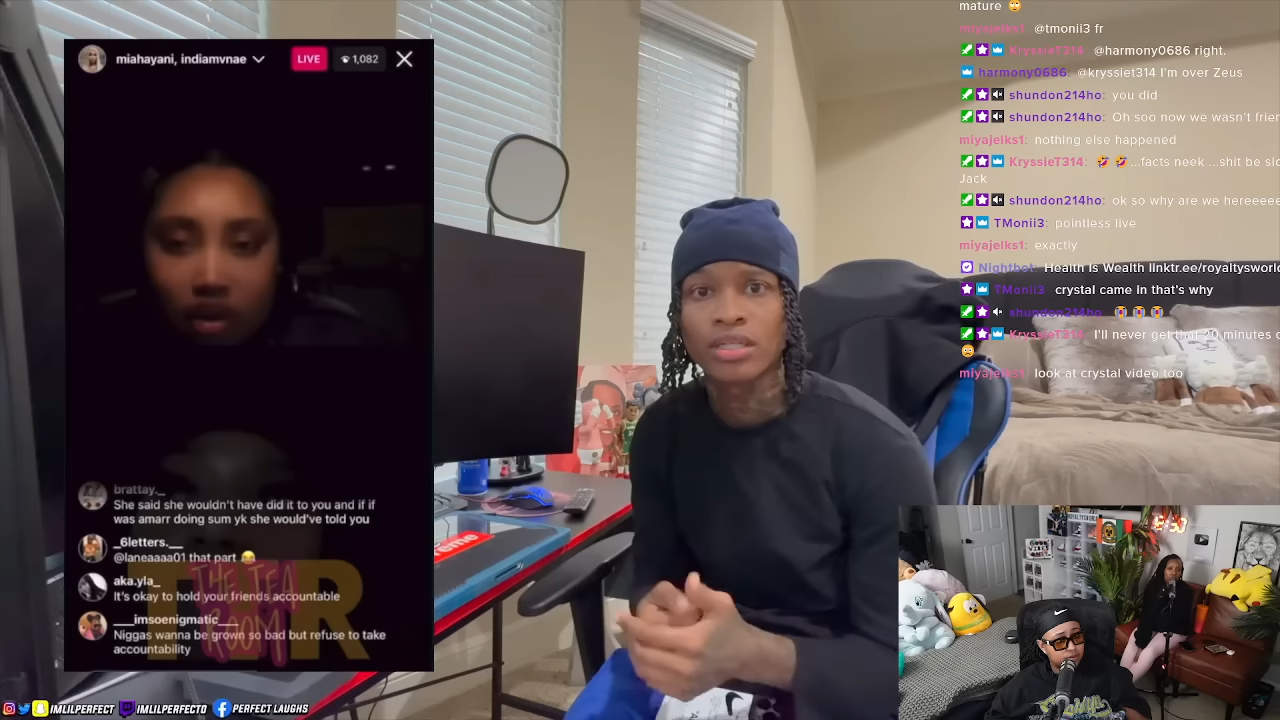 miahayani, indiamvnae
LIVE
1,082
brattay._
She said she wouldn't have did it to you and if if
was amarr doing sum yk she would've told you
_6letters.__
@laneaaaa01 that part 😂
aka.yla_
It's okay to hold your friends accountable
___imsoenigmatic___
Niggas wanna be grown so bad but refuse to take
accountability
THE TEA
ROOM
IMLILPERFECT
IMLILPERFECTO
PERFECT LAUGHS
mature 🙄
miyajelks1: @tmonii3 fr
KryssieT314: @harmony0686 right.
harmony0686: @kryssiet314 I'm over Zeus
shundon214ho: you did
shundon214ho: Oh soo now we wasn't frien
miyajelks1: nothing else happened
KryssieT314: 🤣 🤣...facts neek ...shit be slo
Jack
shundon214ho: ok so why are we hereeeee
TMonii3: pointless live
miyajelks1: exactly
Nightbot: Health Is Wealth linktr.ee/royaltysworld
TMonii3: crystal came in that's why
shundon214ho: 😭 😭 😭
KryssieT314: I'll never get that 20 minutes
miyajelks1: look at crystal video too